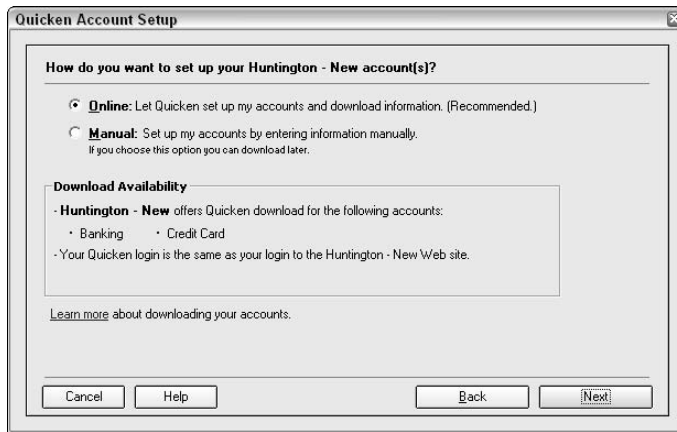 Quicken Account Setup
How do you want to set up your Huntington - New account(s)?
Online: Let Quicken set up my accounts and download information. (Recommended.)
Manual: Set up my accounts by entering information manually.
If you choose this option you can download later.
Download Availability
- Huntington - New offers Quicken download for the following accounts:
· Banking · Credit Card
- Your Quicken login is the same as your login to the Huntington - New Web site.
Learn more about downloading your accounts.
Cancel Help Back Next